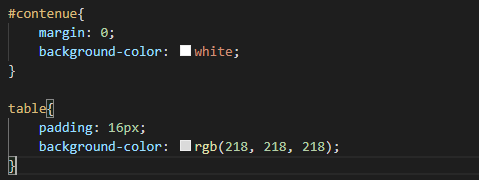 #contenue{
    margin: 0;
    background-color: white;
}

table{
    padding: 16px;
    background-color: rgb(218, 218, 218);
}